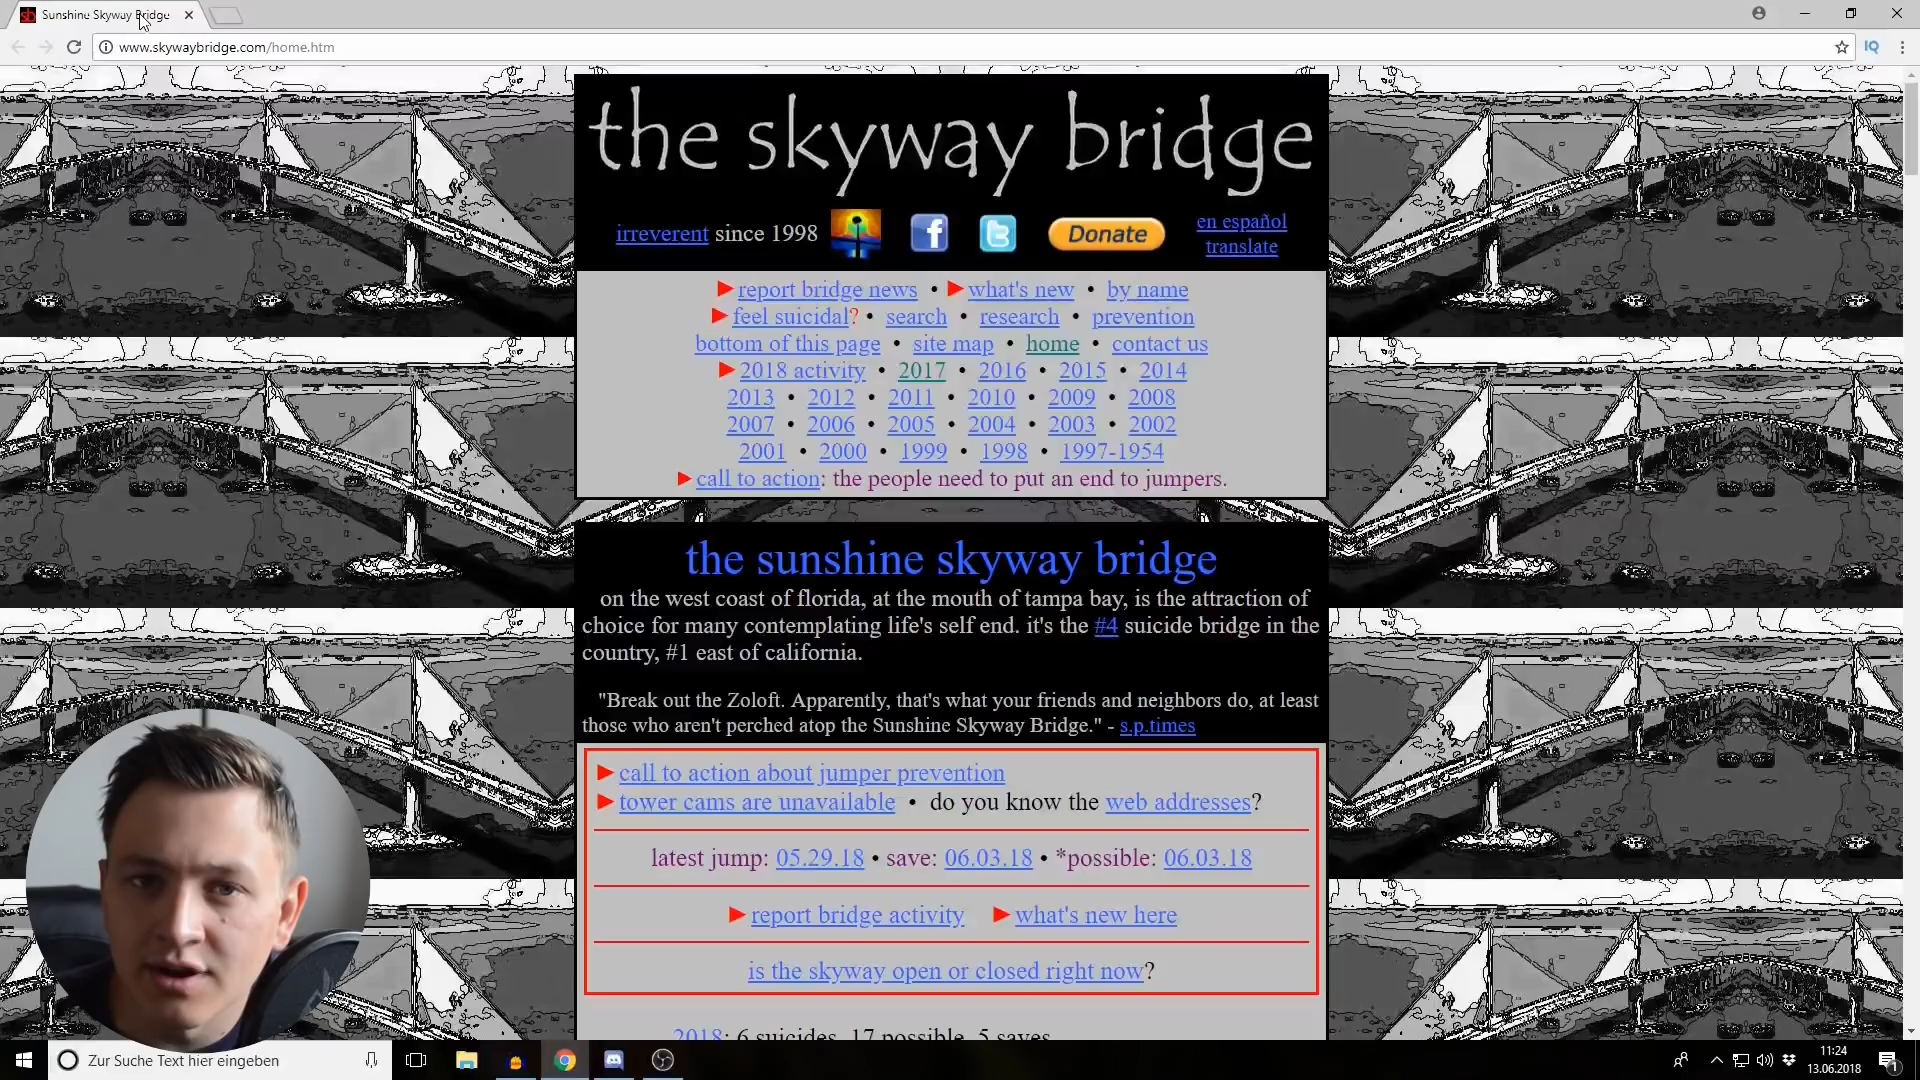 Sunshine Skyway Bridge
www.skywaybridge.com/home.htm
IQ
the skyway bridge
irreverent since 1998
Donate
en español
translate
report bridge news • what's new • by name
feel suicidal? • search • research • prevention
bottom of this page • site map • home • contact us
2018 activity • 2017 • 2016 • 2015 • 2014
2013 • 2012 • 2011 • 2010 • 2009 • 2008
2007 • 2006 • 2005 • 2004 • 2003 • 2002
2001 • 2000 • 1999 • 1998 • 1997-1954
call to action: the people need to put an end to jumpers.
the sunshine skyway bridge
on the west coast of florida, at the mouth of tampa bay, is the attraction of
choice for many contemplating life's self end. it's the #4 suicide bridge in the
country, #1 east of california.
"Break out the Zoloft. Apparently, that's what your friends and neighbors do, at least
those who aren't perched atop the Sunshine Skyway Bridge." - s.p.times
call to action about jumper prevention
tower cams are unavailable • do you know the web addresses?
latest jump: 05.29.18 • save: 06.03.18 • *possible: 06.03.18
report bridge activity what's new here
is the skyway open or closed right now?
2018: 6 suicides, 17 possible, 5 saves
Zur Suche Text hier eingeben
11:24
13.06.2018
1